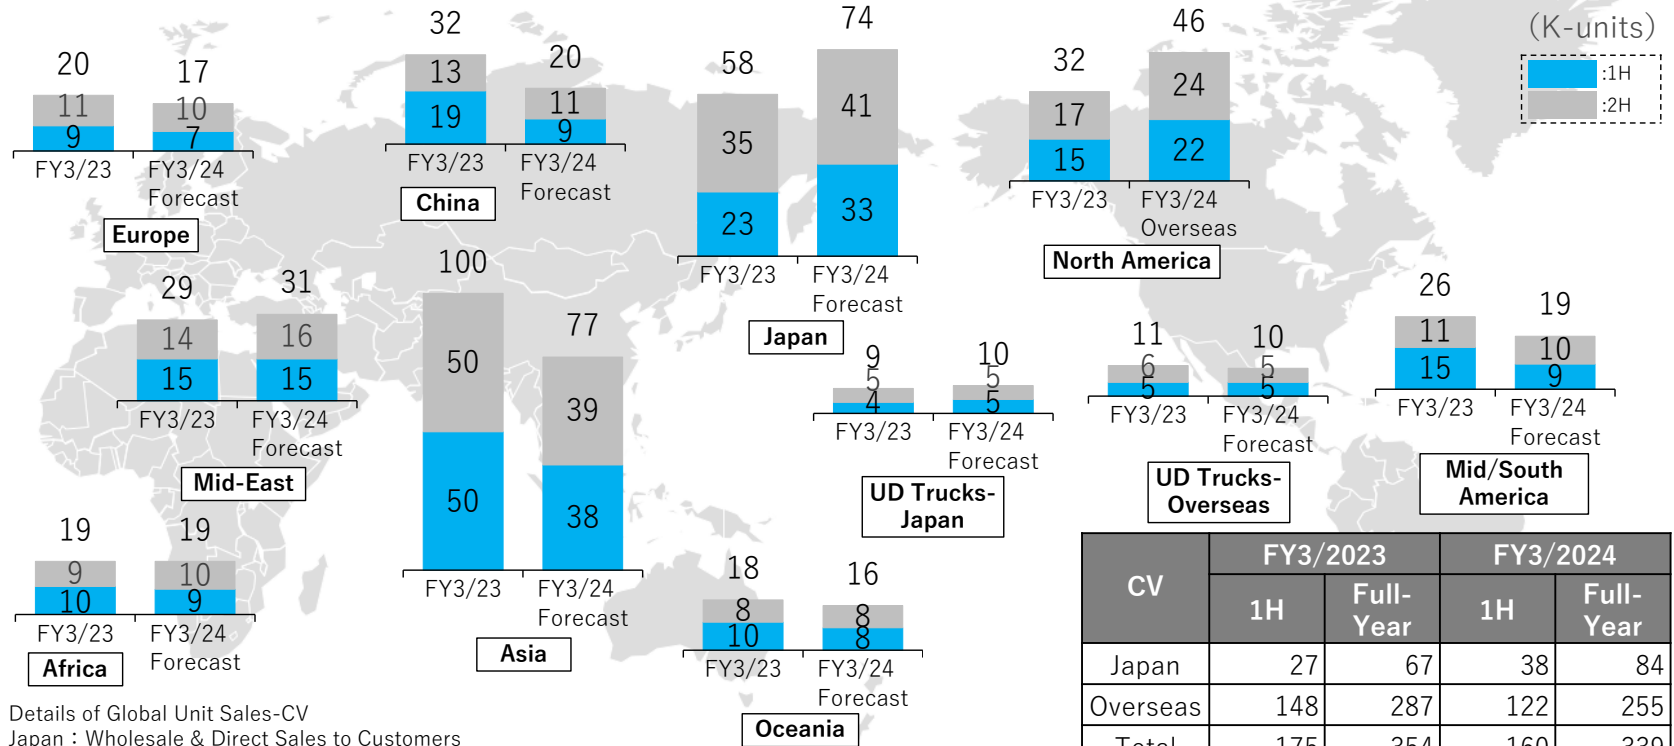 (K-units)
:1H
:2H
20
17
11
10
9
7
FY3/23
FY3/24
Forecast
Europe
32
20
13
11
19
9
FY3/23
FY3/24
Forecast
China
58
74
35
41
23
33
FY3/23
FY3/24
Forecast
Japan
32
46
17
24
15
22
FY3/23
FY3/24
Overseas
North America
29
31
14
16
15
15
FY3/23
FY3/24
Forecast
Mid-East
100
77
50
39
50
38
FY3/23
FY3/24
Forecast
Asia
9
10
5
5
4
5
FY3/23
FY3/24
Forecast
UD Trucks-
Japan
11
10
6
5
5
5
FY3/23
FY3/24
Forecast
UD Trucks-
Overseas
26
19
11
10
15
9
FY3/23
FY3/24
Forecast
Mid/South
America
19
19
9
10
10
9
FY3/23
FY3/24
Forecast
Africa
18
16
8
8
10
8
FY3/23
FY3/24
Forecast
Oceania
CV FY3/2023 FY3/2024
1H Full-Year 1H Full-Year
Japan 27 67 38 84
Overseas 148 287 122 255
Total 175 354 160 339
Details of Global Unit Sales-CV
Japan：Wholesale & Direct Sales to Customers